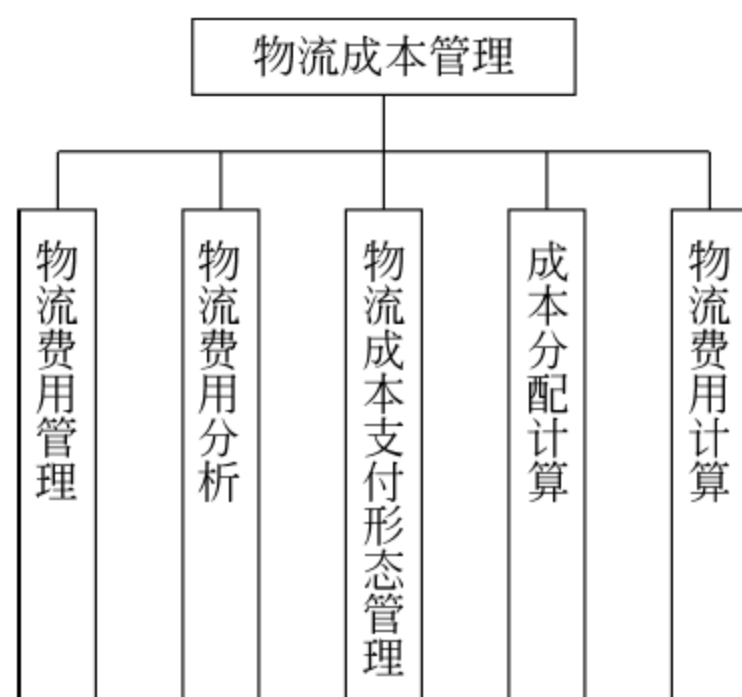 物流成本管理
物流费用管理
物流费用分析
物流成本支付形态管理
成本分配计算
物流费用计算